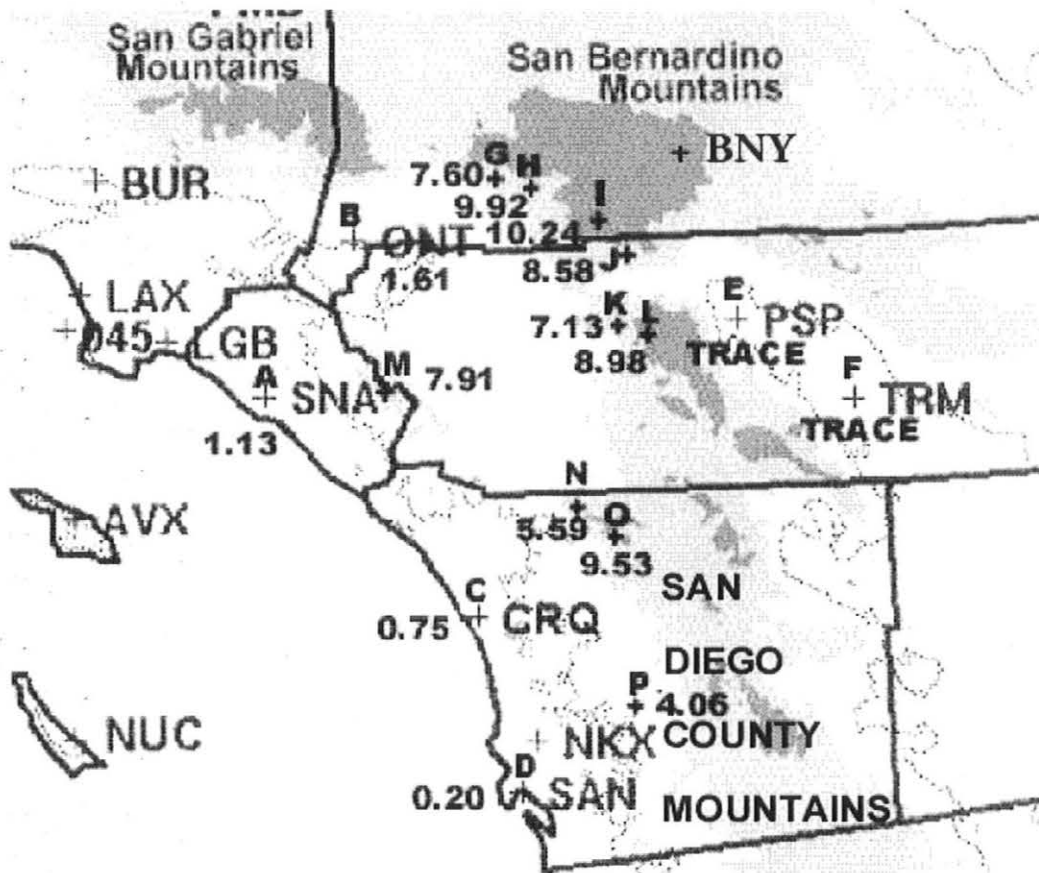 San Gabriel
Mountains
San Bernardino
Mountains
BNY
BUR
G
H
7.60
9.92
I
10.24
B
ONT
1.61
J
8.58
LAX
045
LGB
K
L
7.13
8.98
E
PSP
TRACE
F
TRM
TRACE
A
SNA
M
7.91
1.13
AVX
N
5.59
O
9.53
SAN
C
0.75
CRQ
DIEGO
P
4.06
NUC
NKX
COUNTY
D
0.20
SAN
MOUNTAINS